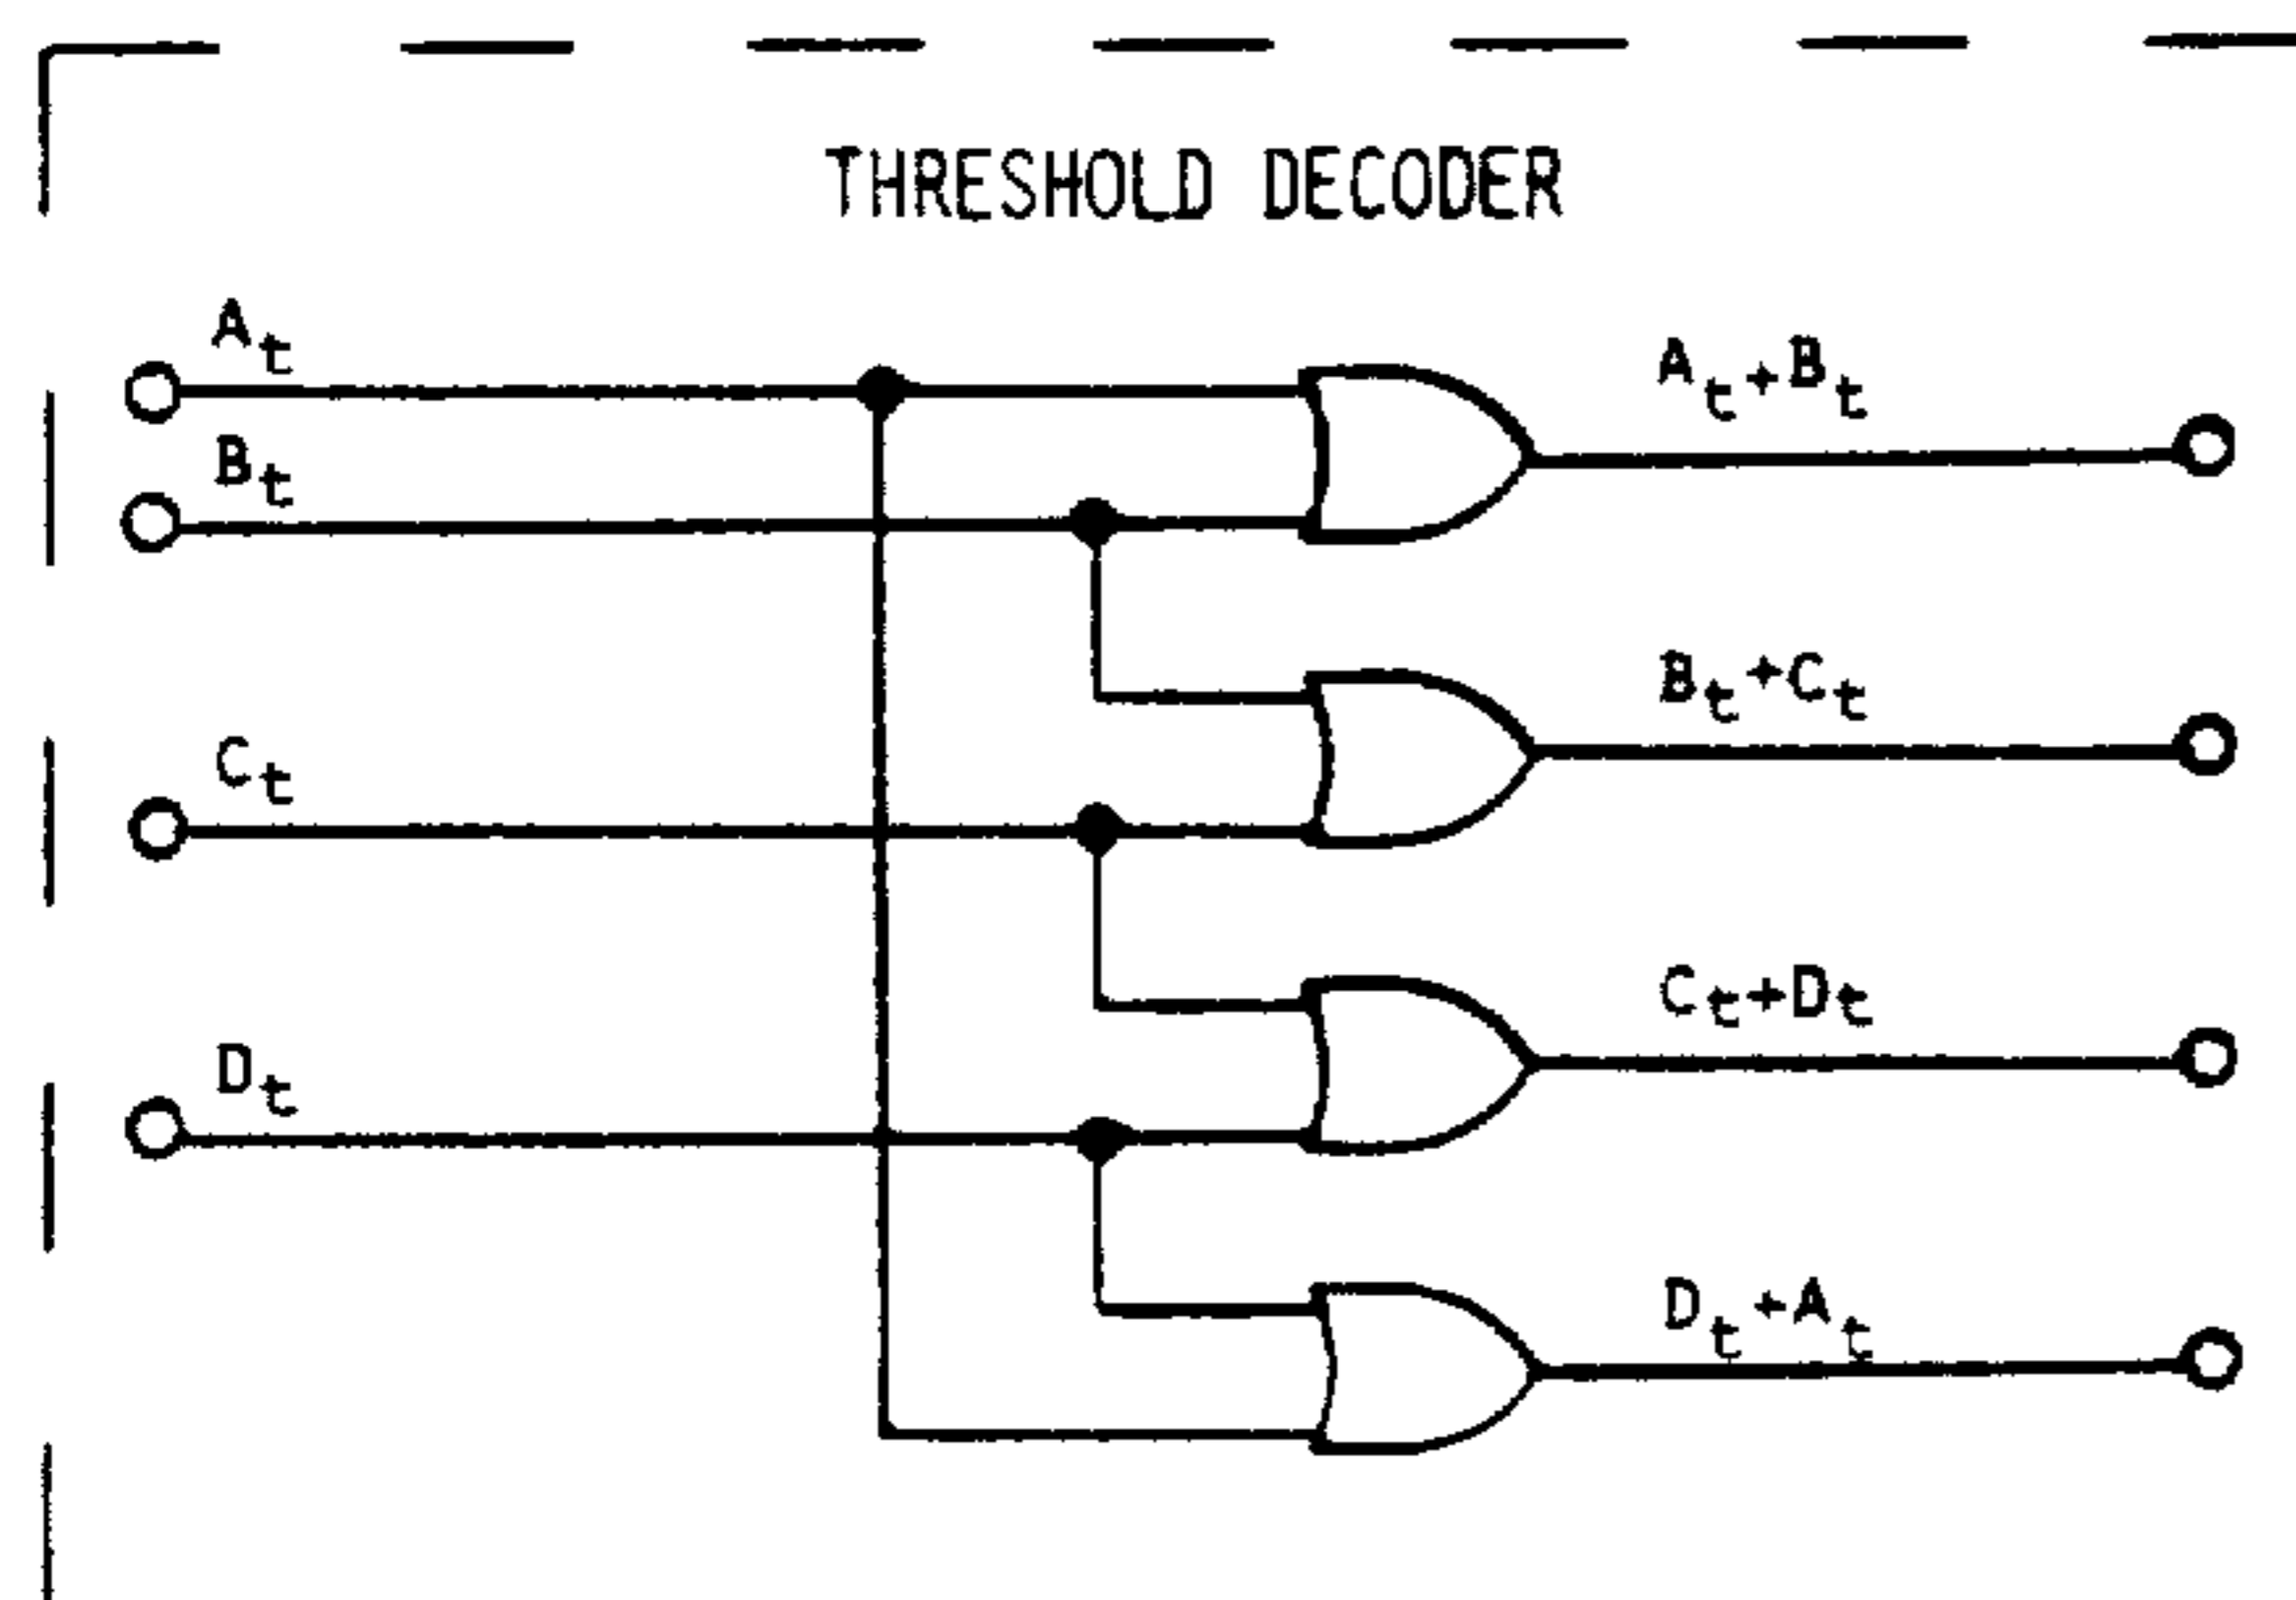 THRESHOLD DECODER
At
At+Bt
Bt
Bt+Ct
Ct
Ct+Dt
Dt
Dt+At